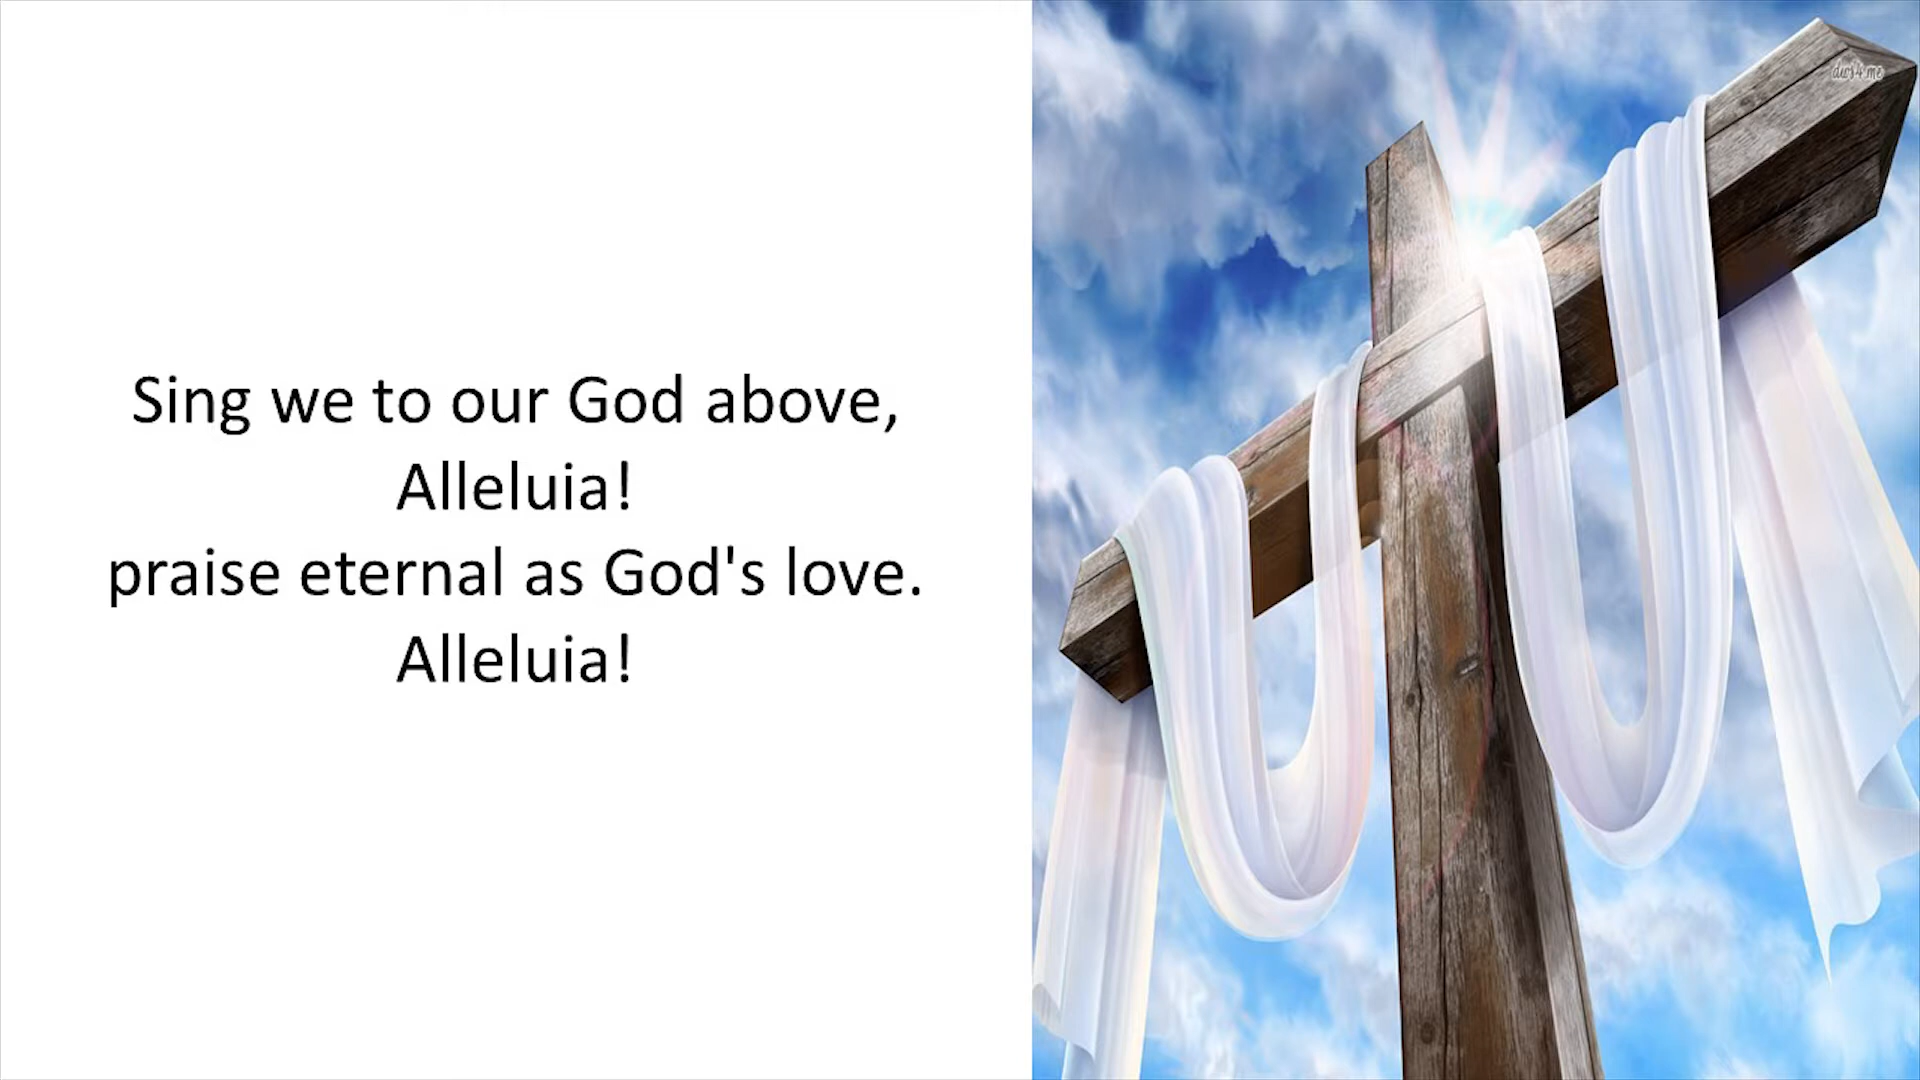 Sing we to our God above,
Alleluia!
praise eternal as God's love.
Alleluia!